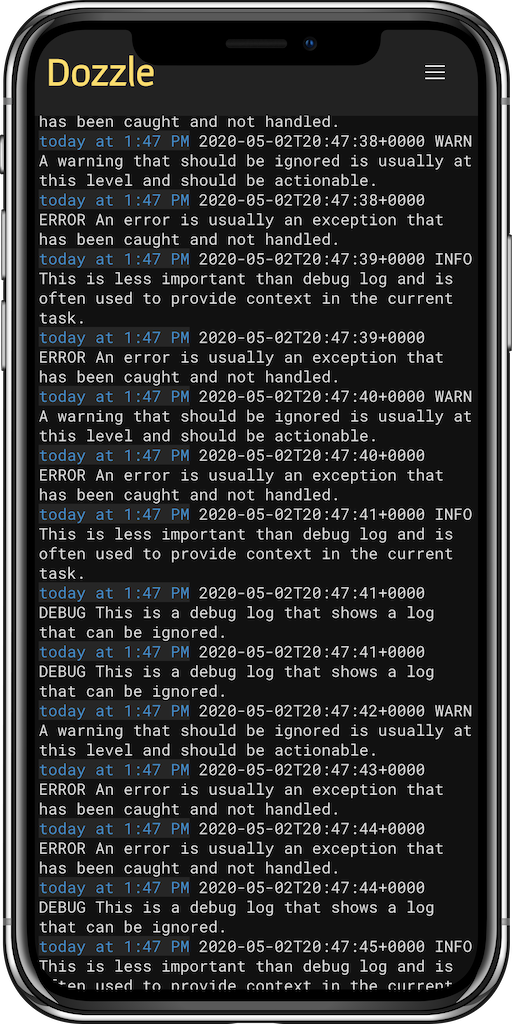 Dozzle
has been caught and not handled.
today at 1:47 PM 2020-05-02T20:47:38+0000 WARN
A warning that should be ignored is usually at
this level and should be actionable.
today at 1:47 PM 2020-05-02T20:47:38+0000
ERROR An error is usually an exception that
has been caught and not handled.
today at 1:47 PM 2020-05-02T20:47:39+0000 INFO
This is less important than debug log and is
often used to provide context in the current
task.
today at 1:47 PM 2020-05-02T20:47:39+0000
ERROR An error is usually an exception that
has been caught and not handled.
today at 1:47 PM 2020-05-02T20:47:40+0000 WARN
A warning that should be ignored is usually at
this level and should be actionable.
today at 1:47 PM 2020-05-02T20:47:40+0000
ERROR An error is usually an exception that
has been caught and not handled.
today at 1:47 PM 2020-05-02T20:47:41+0000 INFO
This is less important than debug log and is
often used to provide context in the current
task.
today at 1:47 PM 2020-05-02T20:47:41+0000
DEBUG This is a debug log that shows a log
that can be ignored.
today at 1:47 PM 2020-05-02T20:47:41+0000
DEBUG This is a debug log that shows a log
that can be ignored.
today at 1:47 PM 2020-05-02T20:47:42+0000 WARN
A warning that should be ignored is usually at
this level and should be actionable.
today at 1:47 PM 2020-05-02T20:47:43+0000
ERROR An error is usually an exception that
has been caught and not handled.
today at 1:47 PM 2020-05-02T20:47:44+0000
ERROR An error is usually an exception that
has been caught and not handled.
today at 1:47 PM 2020-05-02T20:47:44+0000
DEBUG This is a debug log that shows a log
that can be ignored.
today at 1:47 PM 2020-05-02T20:47:45+0000 INFO
This is less important than debug log and is
often used to provide context in the current